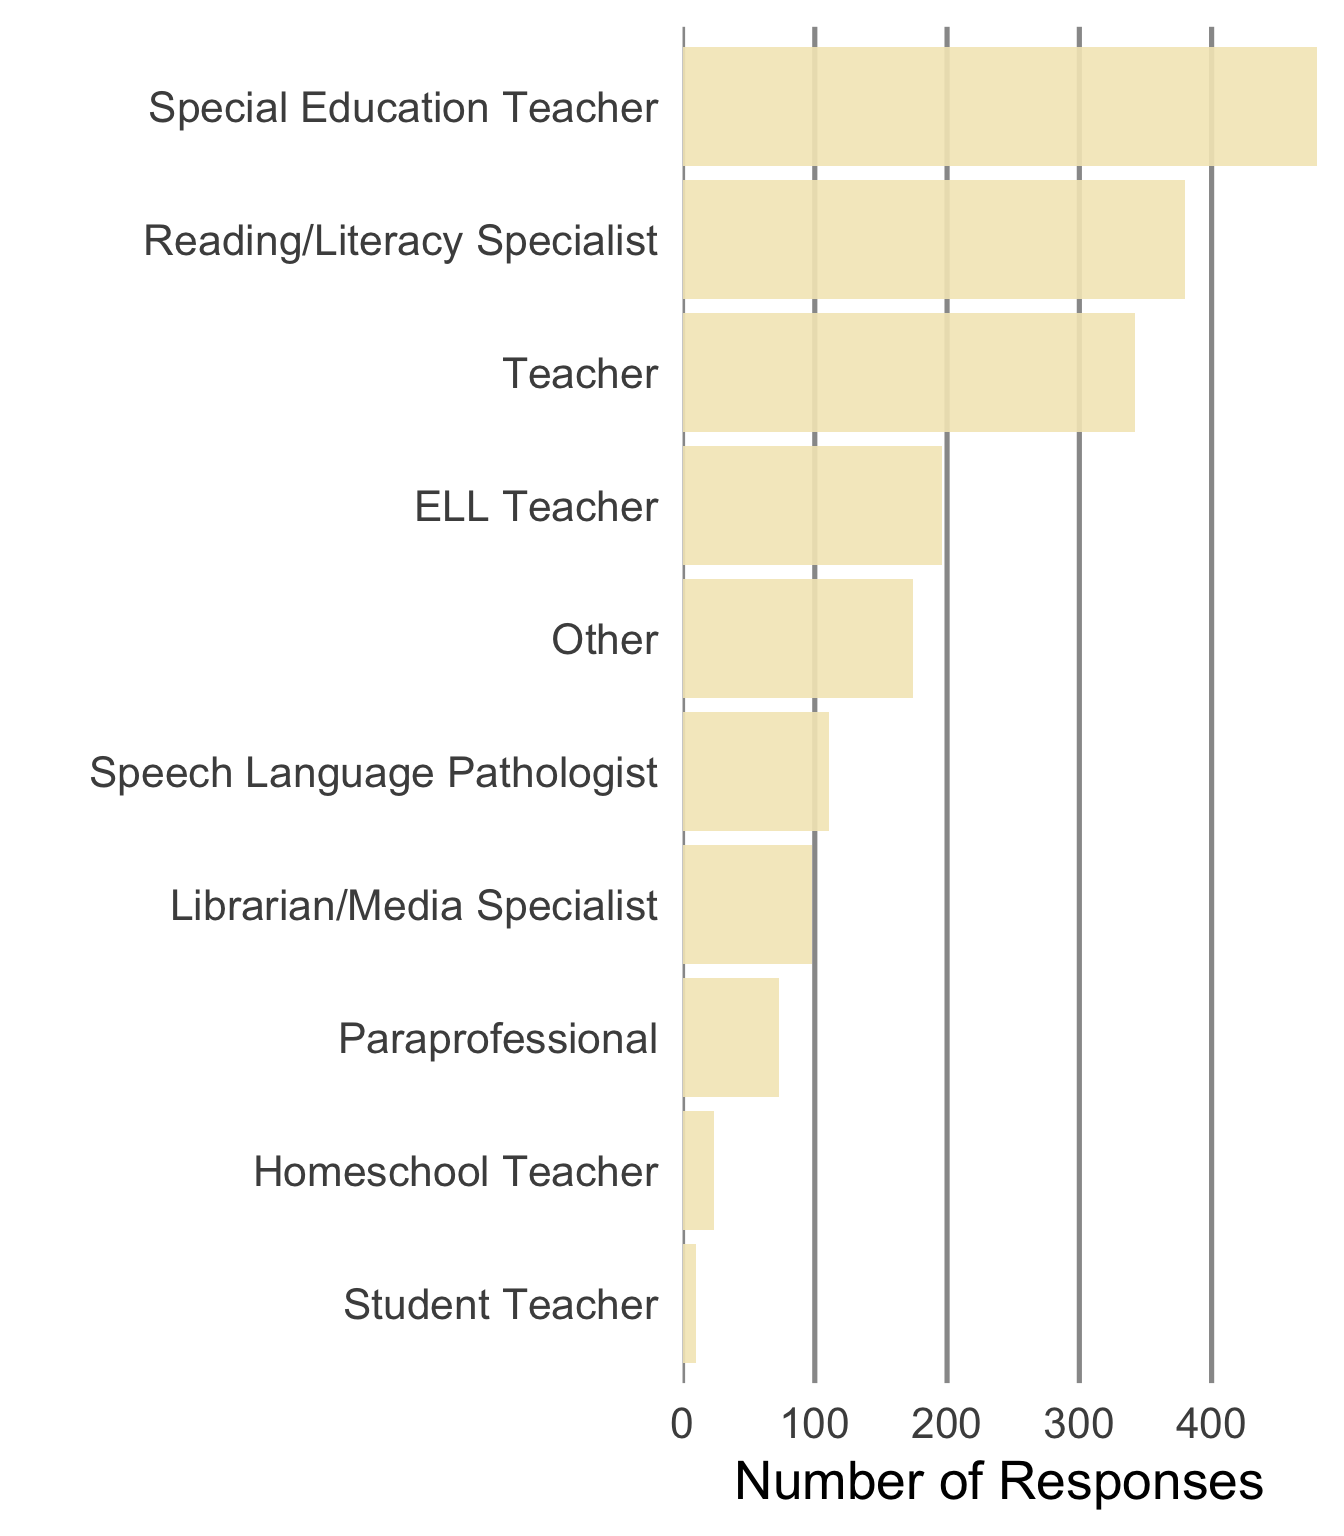 Special Education Teacher
Reading/Literacy Specialist
Teacher
ELL Teacher
Other
Speech Language Pathologist
Librarian/Media Specialist
Paraprofessional
Homeschool Teacher
Student Teacher
0 100 200 300 400
Number of Responses